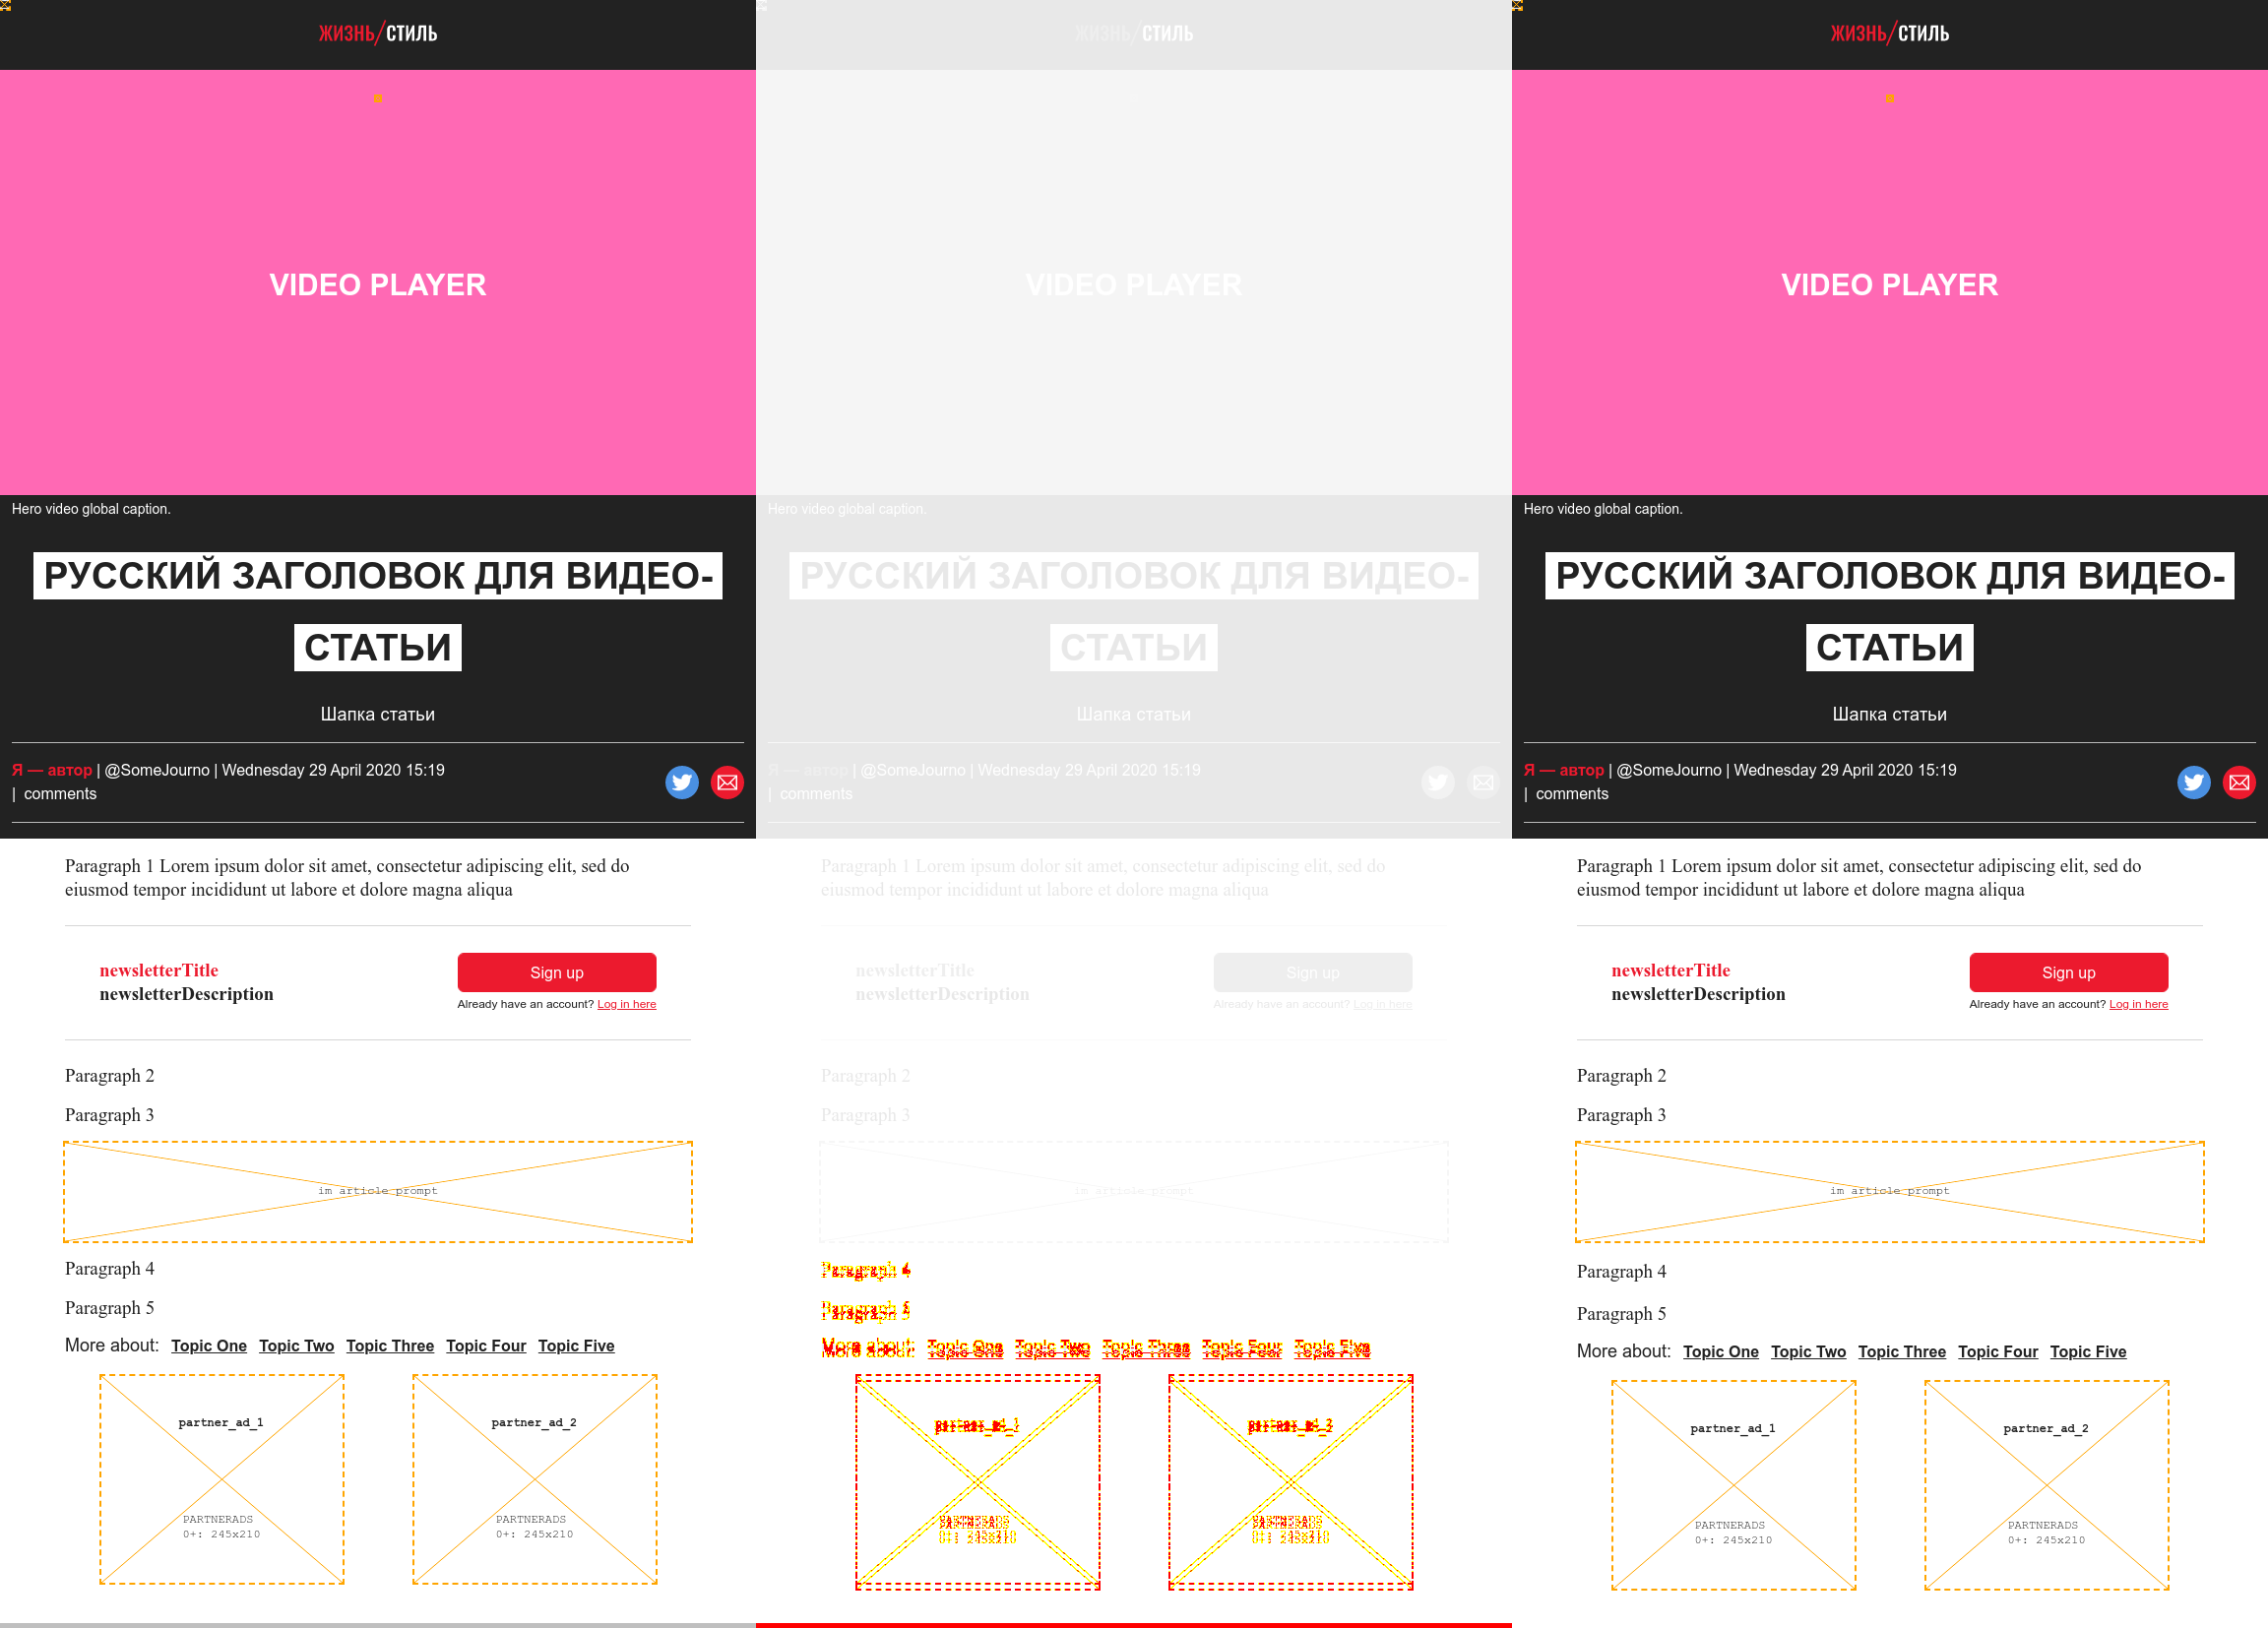 ЖИЗНЬ/СТИЛЬ
VIDEO PLAYER
Hero video global caption.
РУССКИЙ ЗАГОЛОВОК ДЛЯ ВИДЕО-
СТАТЬИ
Шапка статьи
Я — автор | @SomeJourno | Wednesday 29 April 2020 15:19
| comments
Paragraph 1 Lorem ipsum dolor sit amet, consectetur adipiscing elit, sed do
eiusmod tempor incididunt ut labore et dolore magna aliqua
newsletterTitle
newsletterDescription
Sign up
Already have an account? Log in here
Paragraph 2
Paragraph 3
im article prompt
Paragraph 4
Paragraph 5
More about: Topic One Topic Two Topic Three Topic Four Topic Five
partner_ad_1
PARTNERADS
0+: 245x210
partner_ad_2
PARTNERADS
0+: 245x210
ЖИЗНЬ/СТИЛЬ
VIDEO PLAYER
Hero video global caption.
РУССКИЙ ЗАГОЛОВОК ДЛЯ ВИДЕО-
СТАТЬИ
Шапка статьи
Я — автор | @SomeJourno | Wednesday 29 April 2020 15:19
| comments
Paragraph 1 Lorem ipsum dolor sit amet, consectetur adipiscing elit, sed do
eiusmod tempor incididunt ut labore et dolore magna aliqua
newsletterTitle
newsletterDescription
Sign up
Already have an account? Log in here
Paragraph 2
Paragraph 3
im article prompt
Paragraph 4
Paragraph 5
More about: Topic One Topic Two Topic Three Topic Four Topic Five
ЖИЗНЬ/СТИЛЬ
VIDEO PLAYER
Hero video global caption.
РУССКИЙ ЗАГОЛОВОК ДЛЯ ВИДЕО-
СТАТЬИ
Шапка статьи
Я — автор | @SomeJourno | Wednesday 29 April 2020 15:19
| comments
Paragraph 1 Lorem ipsum dolor sit amet, consectetur adipiscing elit, sed do
eiusmod tempor incididunt ut labore et dolore magna aliqua
newsletterTitle
newsletterDescription
Sign up
Already have an account? Log in here
Paragraph 2
Paragraph 3
im article prompt
Paragraph 4
Paragraph 5
More about: Topic One Topic Two Topic Three Topic Four Topic Five
partner_ad_1
PARTNERADS
0+: 245x210
partner_ad_2
PARTNERADS
0+: 245x210